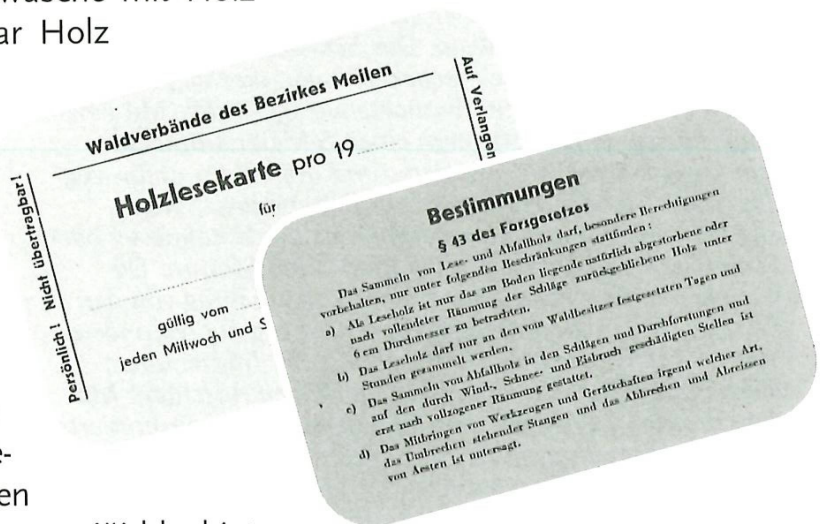 ar Holz
Waldverbände des Bezirkes Meilen
Auf Verlangen
Persönlich! Nicht übertragbar!
Holzlesekarte pro 19
für
gültig vom
jeden Mittwoch und S
Bestimmungen
§ 43 des Forsgesetzes
Das Sammeln von Lese- und Abfallholz darf, besondere Berechtigungen
vorbehalten, nur unter folgenden Beschränkungen stattfinden:
a) Als Leseholz ist nur das am Boden liegende natürlich abgestorbene oder
nach vollendeter Räumung der Schläge zurückgebliebene Holz unter
6 cm Durchmesser zu betrachten.
b) Das Leseholz darf nur an den vom Waldbesitzer festgesetzten Tagen und
Stunden gesammelt werden.
c) Das Sammeln von Abfallholz in den Schlägen und Durchforstungen und
auf den durch Wind-, Schnee- und Eisbruch geschädigten Stellen ist
erst nach vollzogener Räumung gestattet.
d) Das Mitbringen von Werkzeugen und Gerätschaften irgend welcher Art,
das Umbrechen stehender Stangen und das Abbrechen und Abreissen
von Aesten ist untersagt.
e-
en